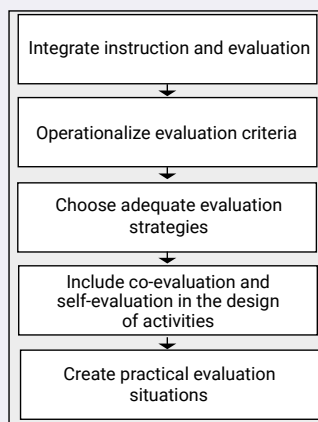 Integrate instruction and evaluation
Operationalize evaluation criteria
Choose adequate evaluation
strategies
Include co-evaluation and
self-evaluation in the design
of activities
Create practical evaluation
situations